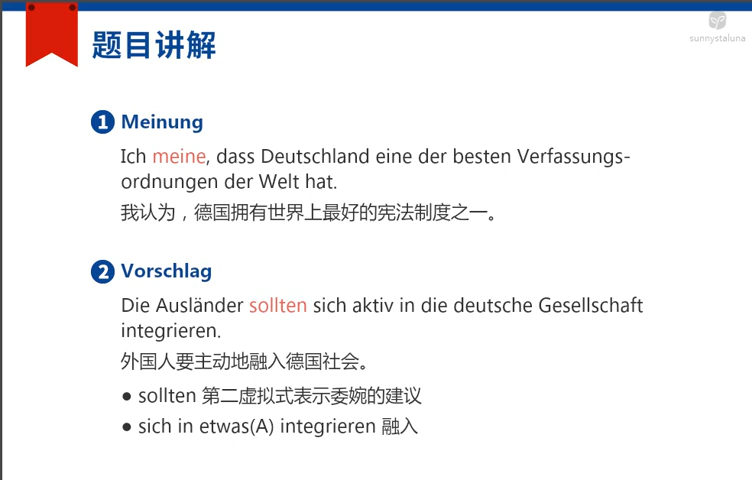 sunnystaluna
题目讲解
1 Meinung
Ich meine, dass Deutschland eine der besten Verfassungs-
ordnungen der Welt hat.
我认为，德国拥有世界上最好的宪法制度之一。
2 Vorschlag
Die Ausländer sollten sich aktiv in die deutsche Gesellschaft
integrieren.
外国人要主动地融入德国社会。
● sollten 第二虚拟式表示委婉的建议
● sich in etwas(A) integrieren 融入